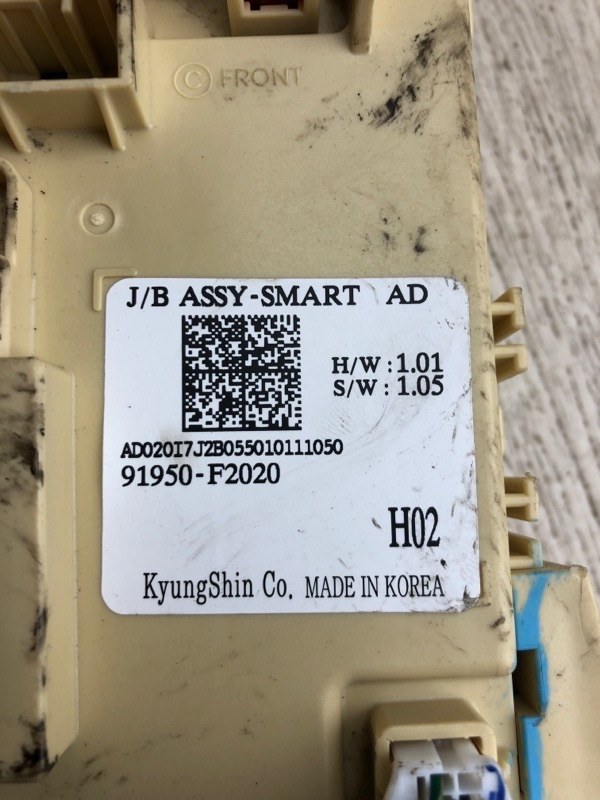 © FRONT
J/B ASSY-SMART AD
H/W : 1.01
S/W : 1.05
AD020I7J2B055010111050
91950-F2020
H02
KyungShin Co. MADE IN KOREA